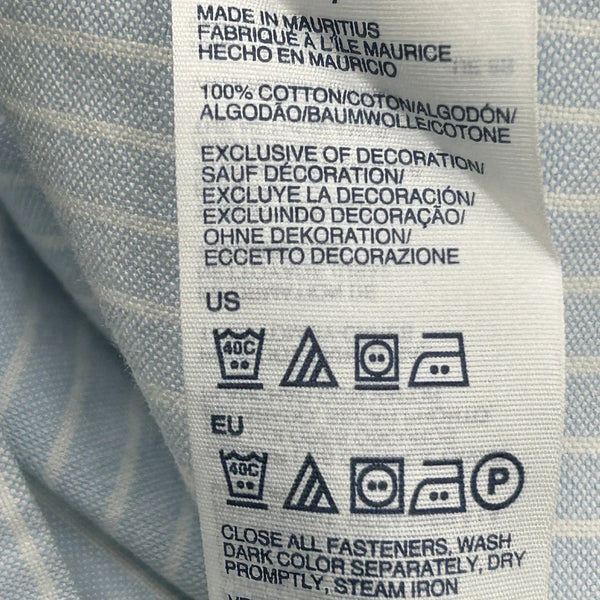 MADE IN MAURITIUS
FABRIQUÉ À L'ÎLE MAURICE
HECHO EN MAURICIO
100% COTTON/COTON/ALGODÓN/
ALGODÃO/BAUMWOLLE/COTONE
EXCLUSIVE OF DECORATION/
SAUF DÉCORATION/
EXCLUYE LA DECORACIÓN/
EXCLUINDO DECORAÇÃO/
OHNE DEKORATION/
ECCETTO DECORAZIONE
US
40C
EU
40C P
CLOSE ALL FASTENERS, WASH
DARK COLOR SEPARATELY, DRY
PROMPTLY, STEAM IRON